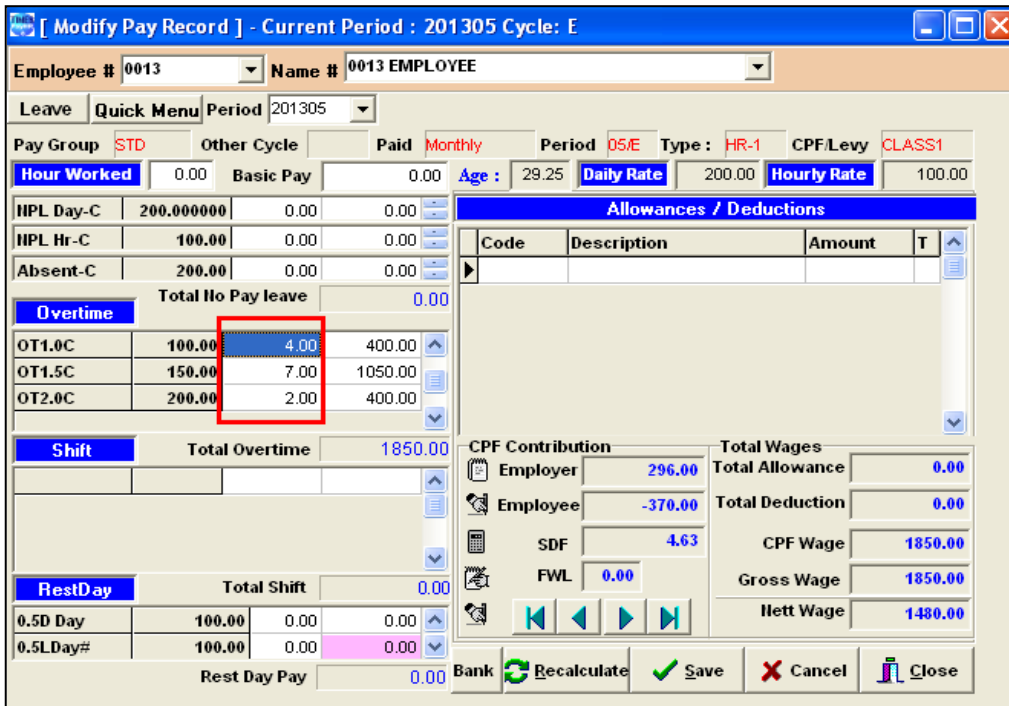 [ Modify Pay Record ] - Current Period : 201305 Cycle: E
Employee # 0013 Name # 0013 EMPLOYEE
Leave Quick Menu Period 201305
Pay Group STD Other Cycle Paid Monthly Period 05/E Type : HR-1 CPF/Levy CLASS1
Hour Worked 0.00 Basic Pay 0.00 Age : 29.25 Daily Rate 200.00 Hourly Rate 100.00
NPL Day-C 200.000000 0.00 0.00
NPL Hr-C 100.00 0.00 0.00
Absent-C 200.00 0.00 0.00
Total No Pay leave 0.00
Overtime
OT1.0C 100.00 4.00 400.00
OT1.5C 150.00 7.00 1050.00
OT2.0C 200.00 2.00 400.00
Shift Total Overtime 1850.00
RestDay Total Shift 0.00
0.5D Day 100.00 0.00 0.00
0.5LDay# 100.00 0.00 0.00
Rest Day Pay 0.00
Allowances / Deductions
Code Description Amount T
CPF Contribution
Employer 296.00
Employee -370.00
SDF 4.63
FWL 0.00
Total Wages
Total Allowance 0.00
Total Deduction 0.00
CPF Wage 1850.00
Gross Wage 1850.00
Nett Wage 1480.00
Bank Recalculate Save Cancel Close